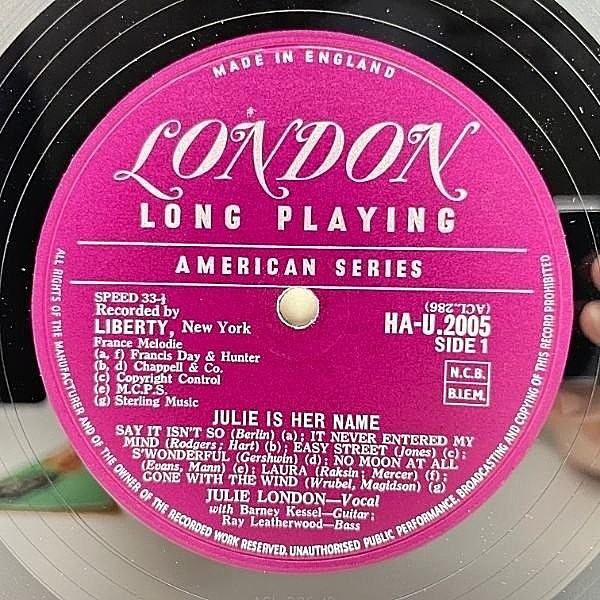 MADE IN ENGLAND
LONDON
LONG PLAYING
AMERICAN SERIES
SPEED 33-⅓
Recorded by
LIBERTY, New York
France Melodie
(a, f) Francis Day & Hunter
(b, d) Chappell & Co.
(c) Copyright Control
(e) M.C.P.S.
(g) Sterling Music
(ACL.286)
HA-U.2005
SIDE 1
N.C.B.
B.I.E.M.
JULIE IS HER NAME
SAY IT ISN'T SO (Berlin) (a); IT NEVER ENTERED MY
MIND (Rodgers; Hart) (b); EASY STREET (Jones) (c);
S'WONDERFUL (Gershwin) (d); NO MOON AT ALL
(Evans, Mann) (e); LAURA (Raksin; Mercer) (f);
GONE WITH THE WIND (Wrubel, Magidson) (g)
JULIE LONDON—Vocal
with Barney Kessel—Guitar;
Ray Leatherwood—Bass
ALL RIGHTS OF THE MANUFACTURER AND OF THE OWNER OF THE RECORDED WORK RESERVED. UNAUTHORISED PUBLIC PERFORMANCE BROADCASTING AND COPYING OF THIS RECORD PROHIBITED